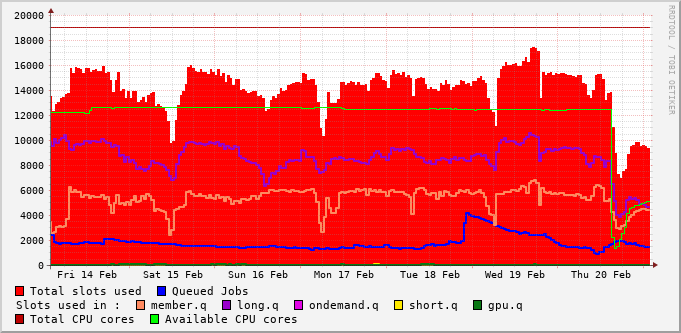 20000
18000
16000
14000
12000
10000
8000
6000
4000
2000
0
Fri 14 Feb Sat 15 Feb Sun 16 Feb Mon 17 Feb Tue 18 Feb Wed 19 Feb Thu 20 Feb
RRDTOOL / TOBI OETIKER
Total slots used Queued Jobs
Slots used in : member.q long.q ondemand.q short.q gpu.q
Total CPU cores Available CPU cores